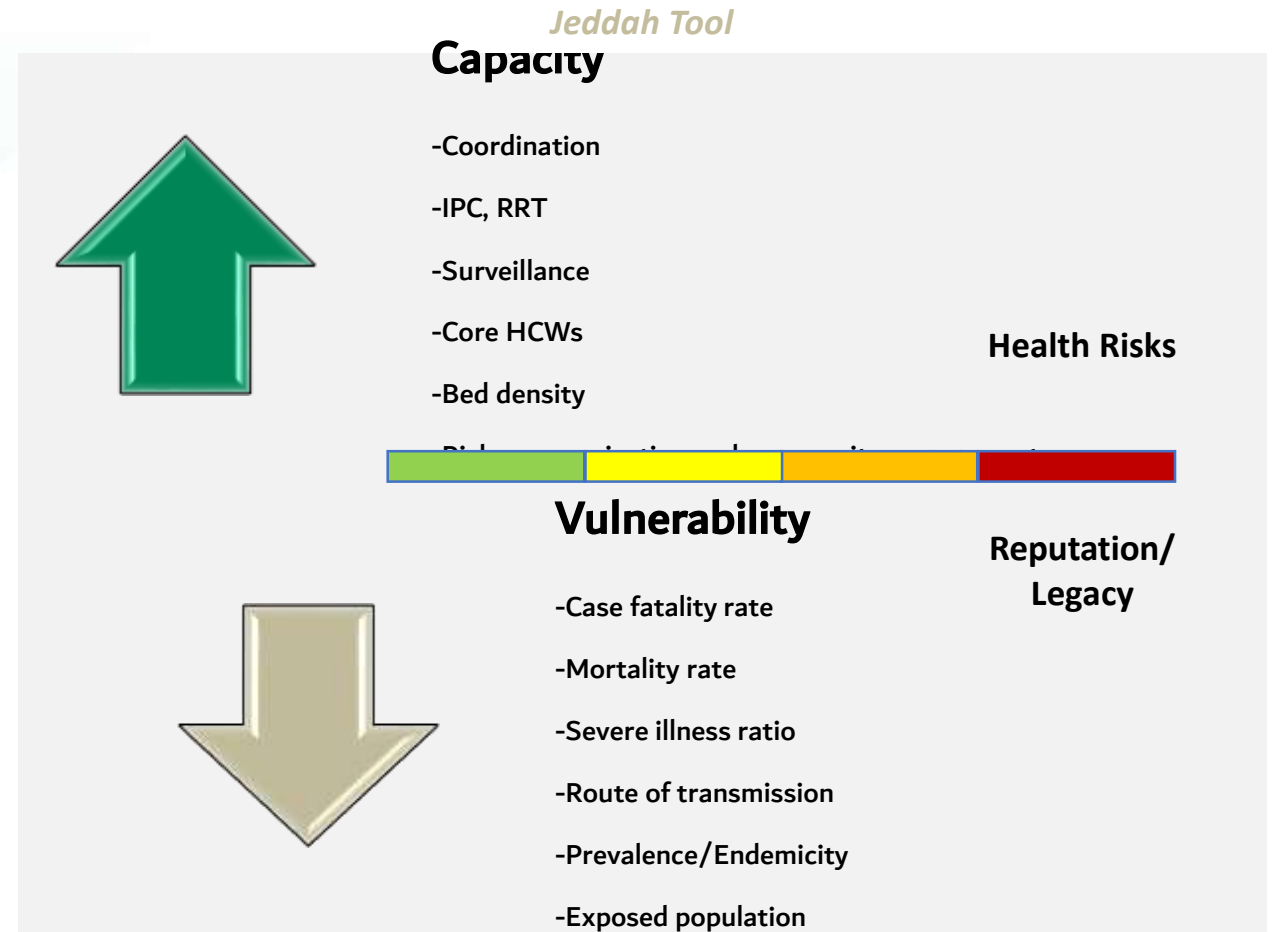 Jeddah Tool
Capacity
-Coordination
-IPC, RRT
-Surveillance
-Core HCWs
Health Risks
-Bed density
Vulnerability
Reputation/
Legacy
-Case fatality rate
-Mortality rate
-Severe illness ratio
-Route of transmission
-Prevalence/Endemicity
-Exposed population